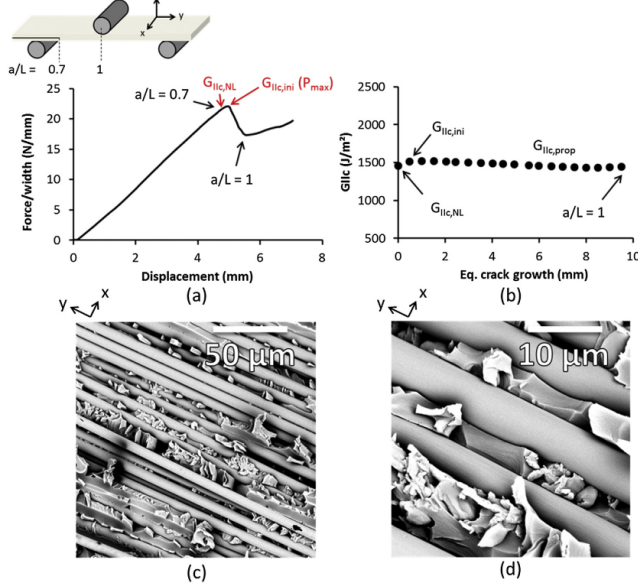 y
x
a/L = 0.7 1
30
25
20
15
10
5
0
Force/width (N/mm)
a/L = 0.7
G_IIc,NL
G_IIc,ini (P_max)
a/L = 1
0 2 4 6 8
Displacement (mm)
(a)
2500
2000
1500
1000
500
GIIc (J/m²)
G_IIc,ini
G_IIc,prop
G_IIc,NL
a/L = 1
0 2 4 6 8 10
Eq. crack growth (mm)
(b)
y x
50 µm
(c)
y x
10 µm
(d)